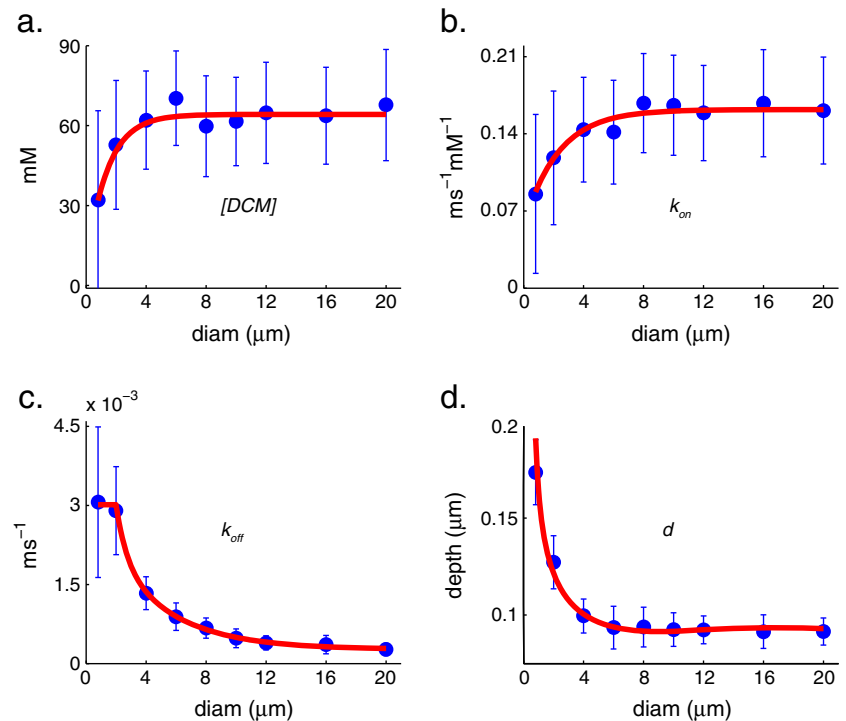 a.
90
60
30
0
mM
[DCM]
0 4 8 12 16 20
diam (μm)
b.
0.21
0.14
0.07
0
ms⁻¹mM⁻¹
k_on
0 4 8 12 16 20
diam (μm)
c.
x 10⁻³
4.5
3
1.5
0
ms⁻¹
k_off
0 4 8 12 16 20
diam (μm)
d.
0.2
0.15
0.1
depth (μm)
d
0 4 8 12 16 20
diam (μm)